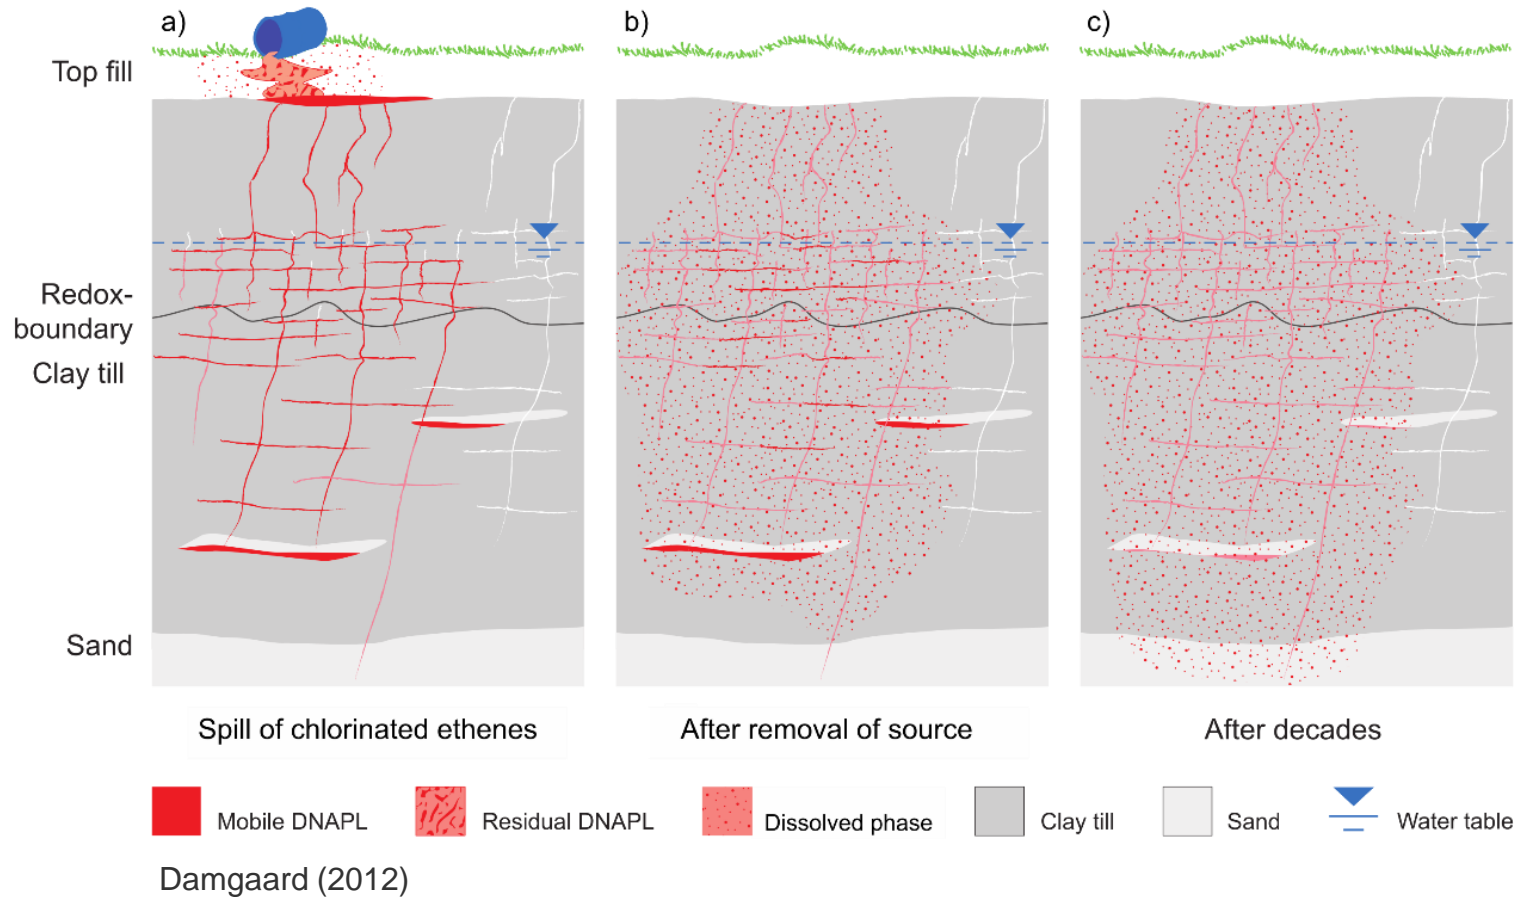 a)
b)
c)
Top fill
Redox-
boundary
Clay till
Sand
Spill of chlorinated ethenes
After removal of source
After decades
Mobile DNAPL
Residual DNAPL
Dissolved phase
Clay till
Sand
Water table
Damgaard (2012)